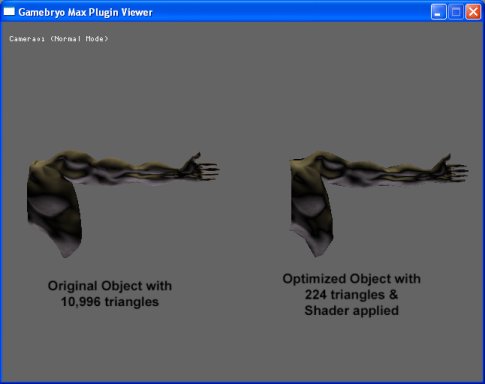 Gamebryo Max Plugin Viewer
Camera01 (Normal Mode)
Original Object with
10,996 triangles
Optimized Object with
224 triangles &
Shader applied